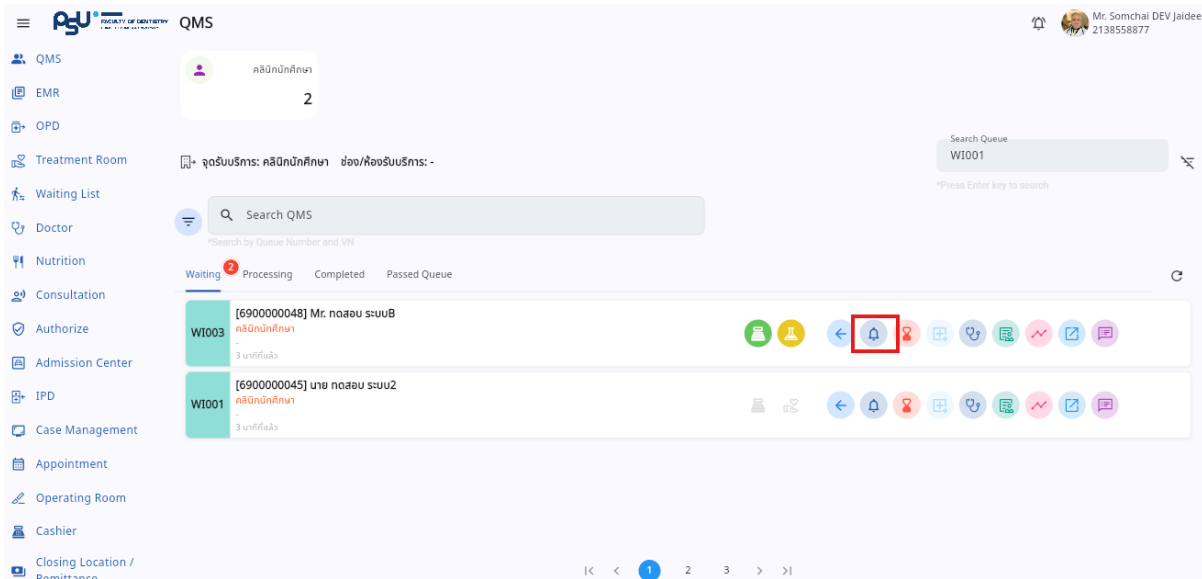 PSU FACULTY OF DENTISTRY
QMS
Mr. Somchai DEV Jaidee
2138558877
QMS
EMR
OPD
Treatment Room
Waiting List
Doctor
Nutrition
Consultation
Authorize
Admission Center
IPD
Case Management
Appointment
Operating Room
Cashier
Closing Location /
Remittance
คลินิกนักศึกษา
2
จุดรับบริการ: คลินิกนักศึกษา ช่อง/ห้องรับบริการ: -
Search Queue
WI001
*Press Enter key to search
Search QMS
*Search by Queue Number and VN
Waiting 2 Processing Completed Passed Queue
WI003
[6900000048] Mr. ทดสอบ ระบบB
คลินิกนักศึกษา
-
3 นาทีที่แล้ว
WI001
[6900000045] นาย ทดสอบ ระบบ2
คลินิกนักศึกษา
-
3 นาทีที่แล้ว
1 2 3